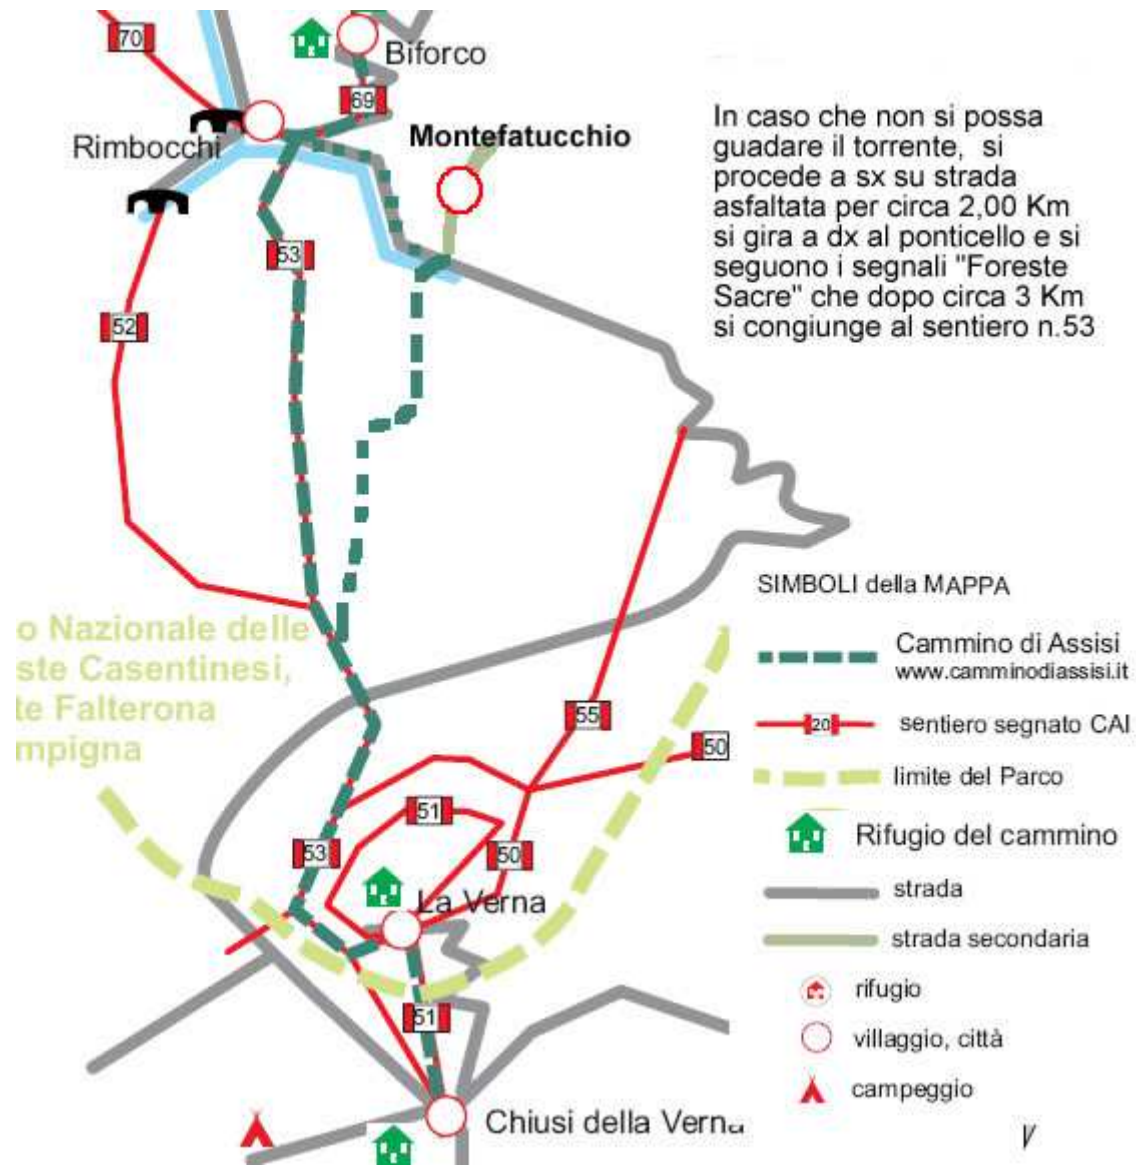 70
Biforco
69
Rimbocchi
Montefatucchio
In caso che non si possa
guadare il torrente, si
procede a sx su strada
asfaltata per circa 2,00 Km
si gira a dx al ponticello e si
seguono i segnali "Foreste
Sacre" che dopo circa 3 Km
si congiunge al sentiero n.53
53
52
SIMBOLI della MAPPA
o Nazionale delle
ste Casentinesi,
te Falterona
mpigna
Cammino di Assisi
www.camminodiassisi.it
55
20
sentiero segnato CAI
50
limite del Parco
51
Rifugio del cammino
53
50
strada
La Verna
strada secondaria
rifugio
51
villaggio, città
campeggio
Chiusi della Verna